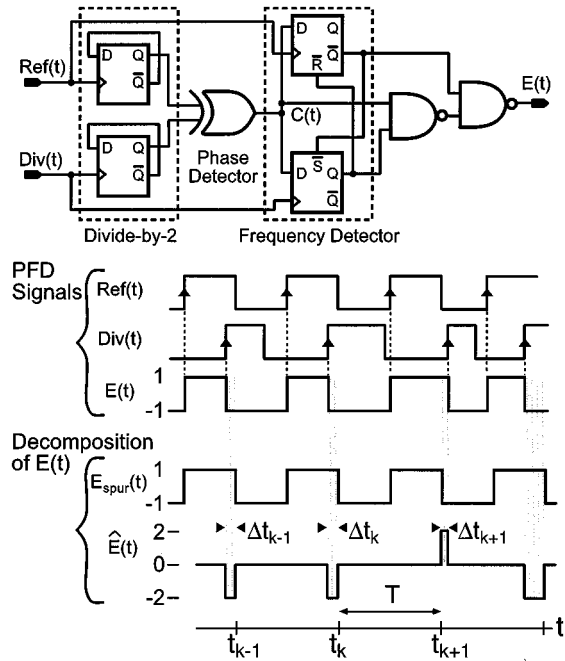 D Q
Q̅
Ref(t)
D Q
Q̅
Div(t)
Divide-by-2
Phase
Detector
C(t)
D Q
Q̅
R̅
S̅
D Q
Q̅
Frequency Detector
E(t)
PFD
Signals
Ref(t)
Div(t)
1
E(t)
-1
Decomposition
of E(t)
1
Espur(t)
-1
2
Ê(t)
0
-2
Δtk-1
Δtk
Δtk+1
T
t
tk-1
tk
tk+1